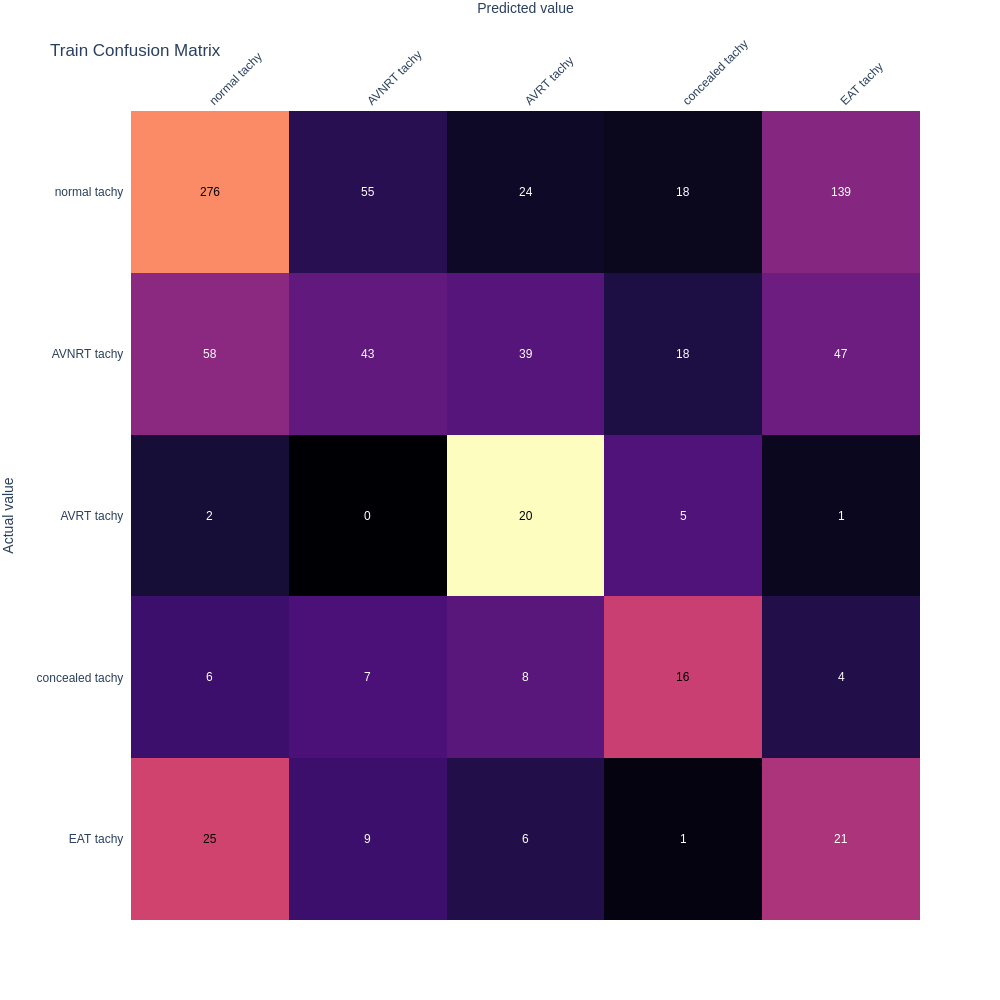 Predicted value
Train Confusion Matrix
normal tachy AVNRT tachy AVRT tachy concealed tachy EAT tachy
normal tachy 276 55 24 18 139
AVNRT tachy 58 43 39 18 47
Actual value
AVRT tachy 2 0 20 5 1
concealed tachy 6 7 8 16 4
EAT tachy 25 9 6 1 21